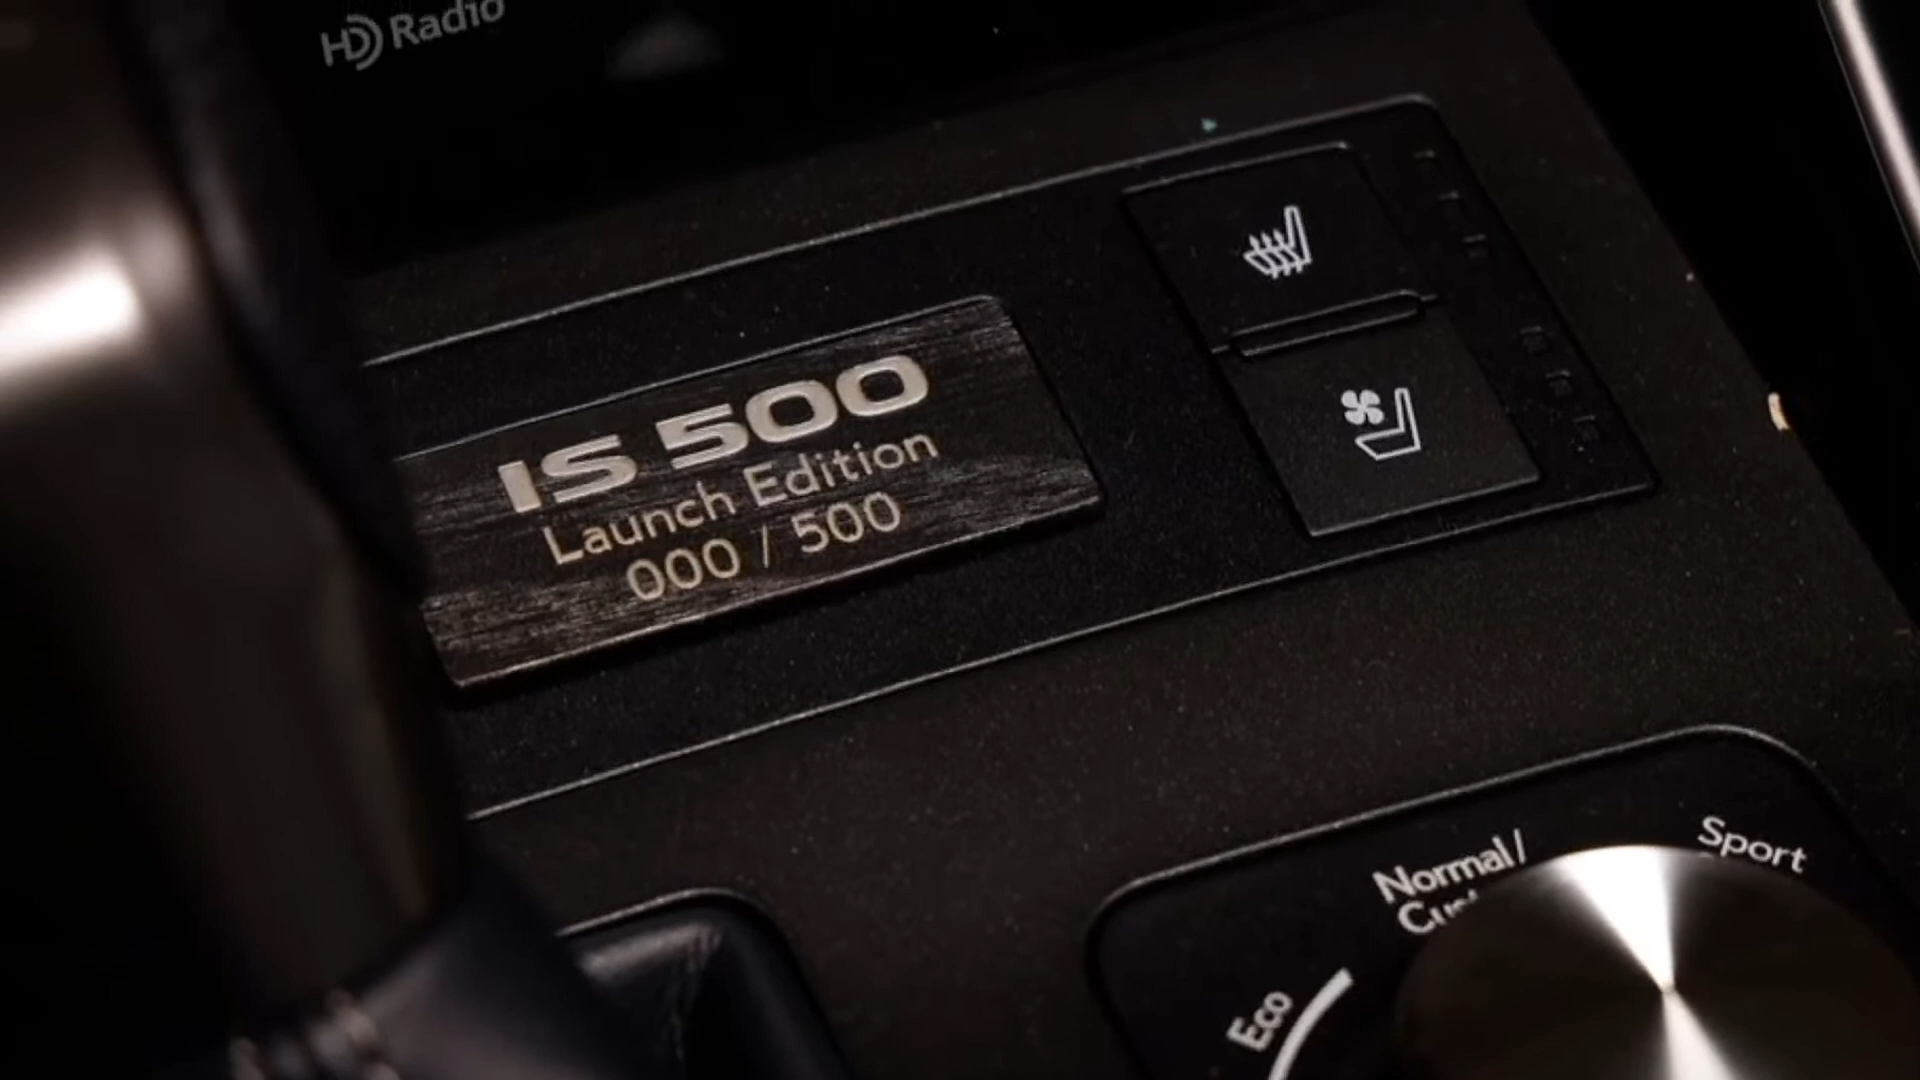 HD Radio
IS 500
Launch Edition
000 / 500
Normal/
Sport
Eco